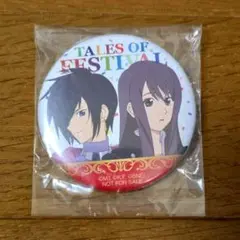 TALES OF
FESTIVAL
NOT FOR SALE